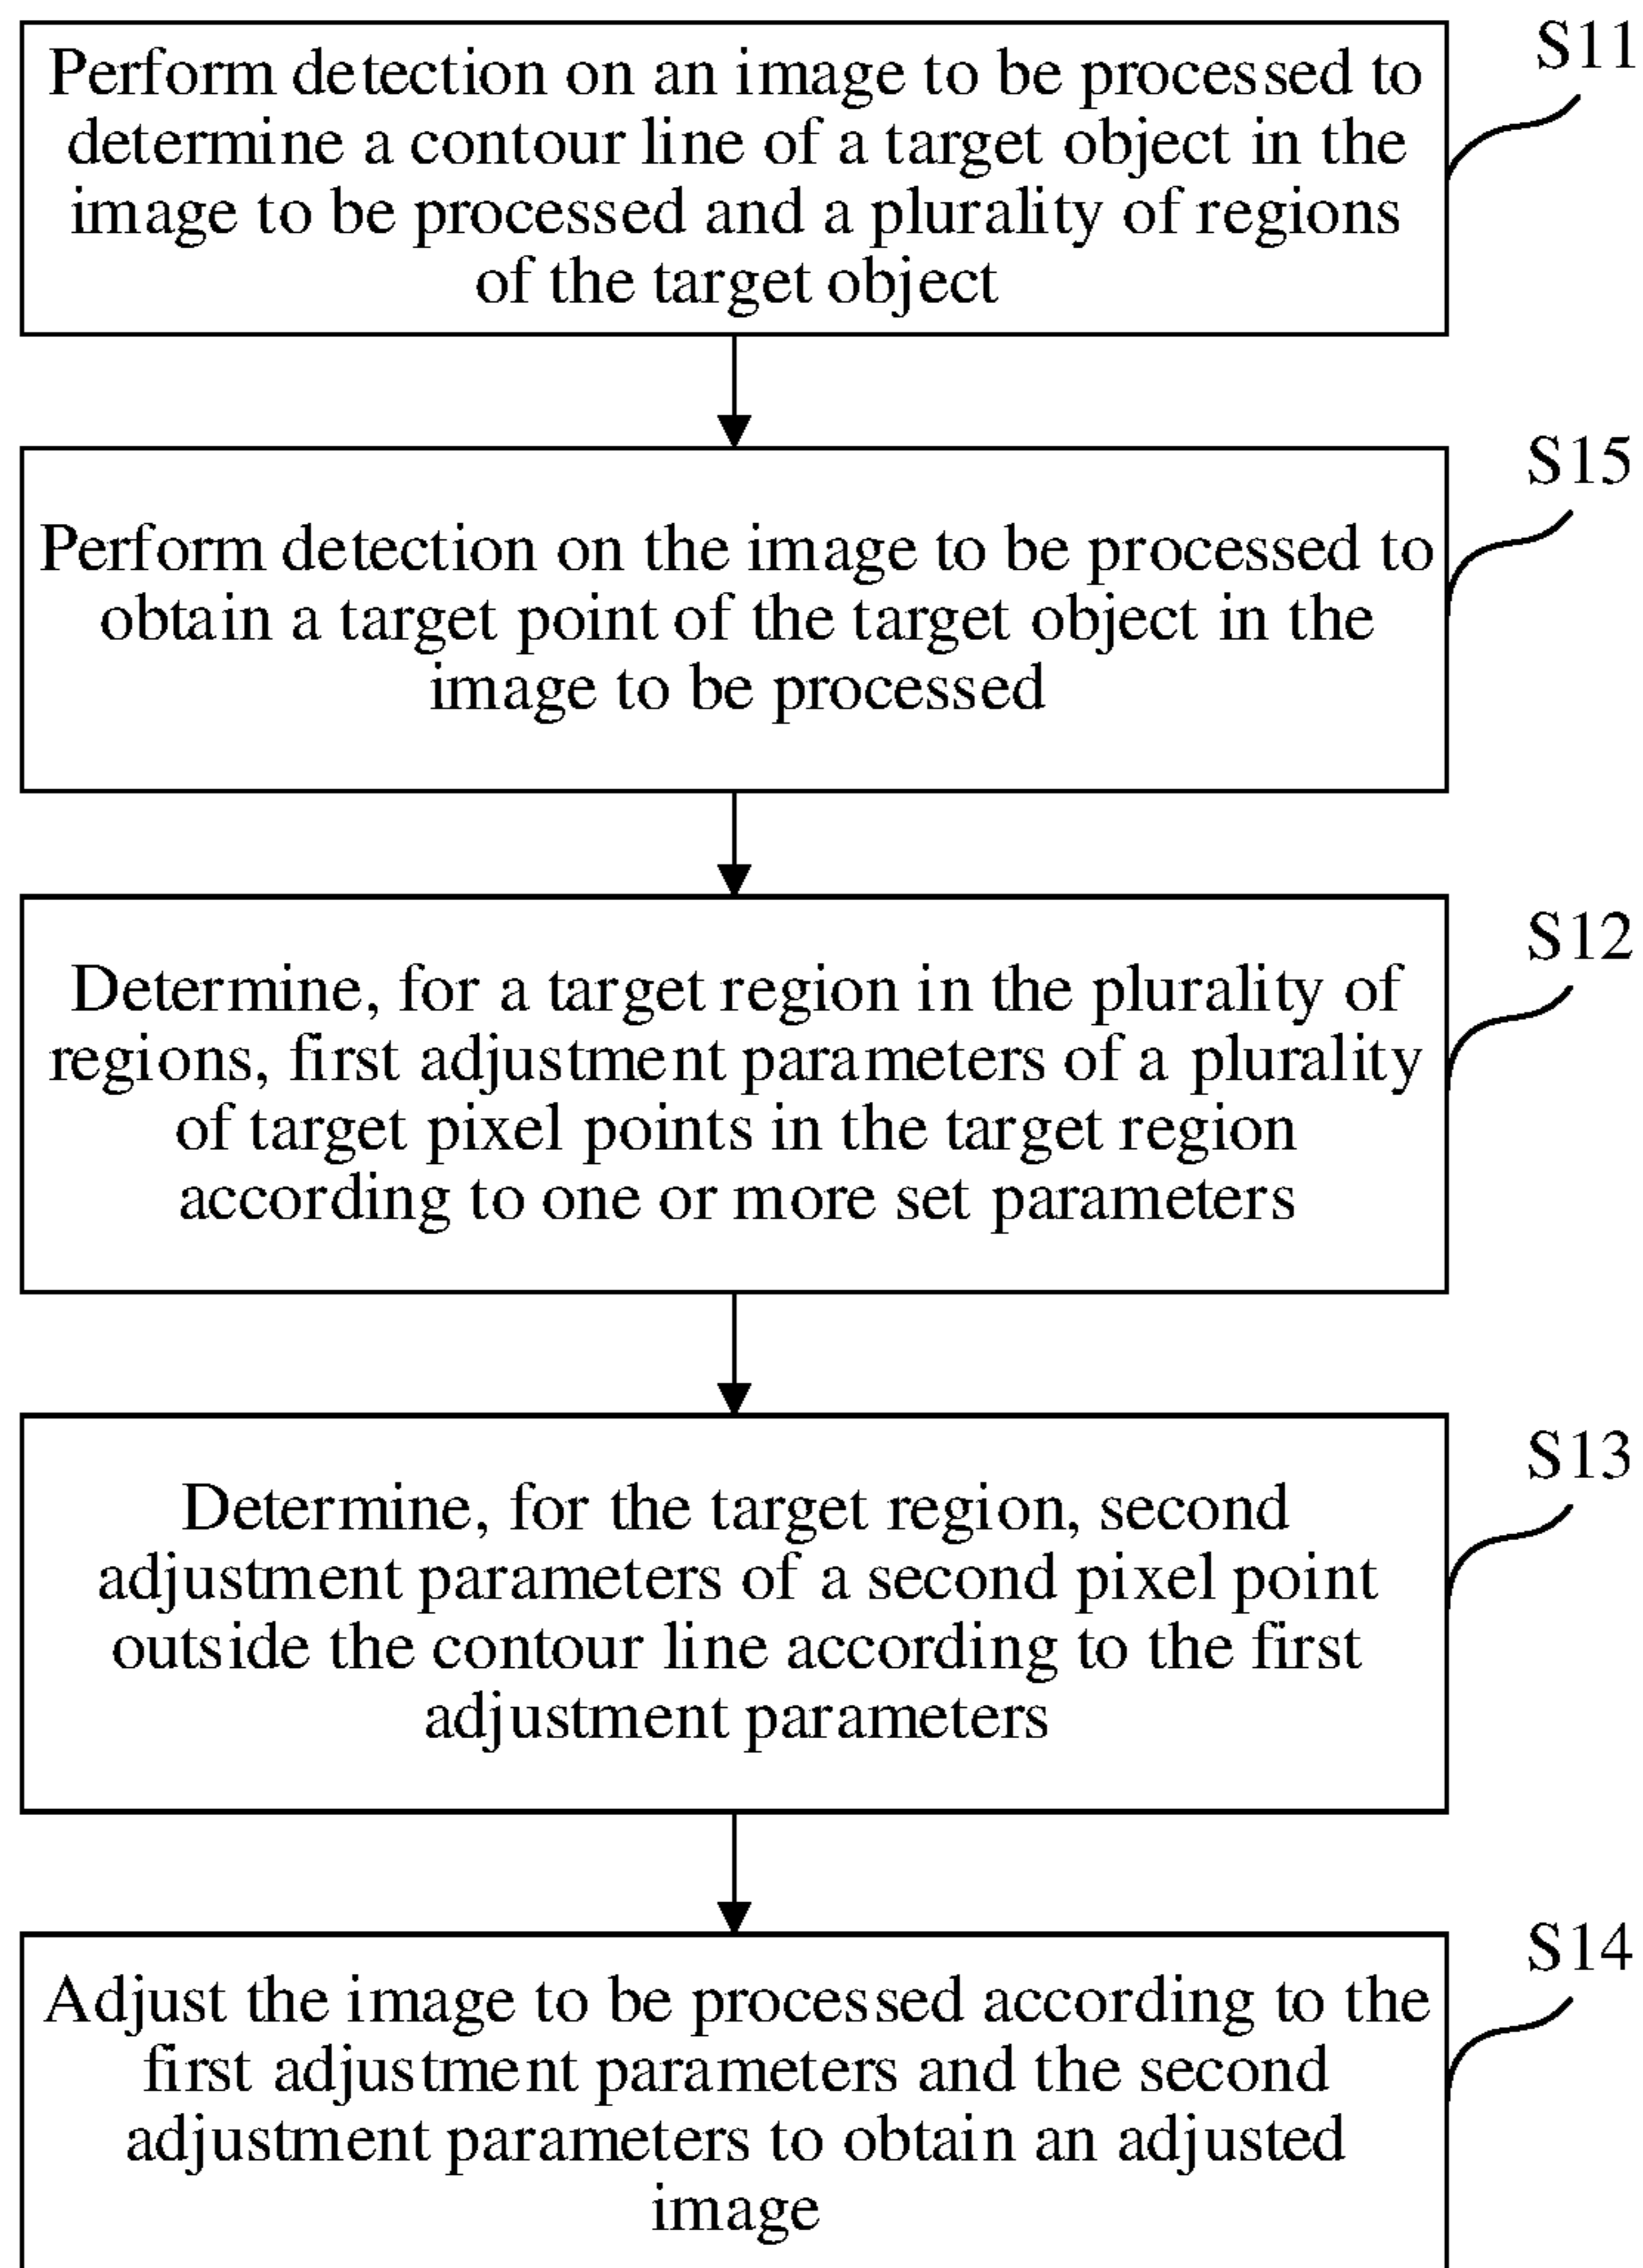 S11
Perform detection on an image to be processed to
determine a contour line of a target object in the
image to be processed and a plurality of regions
of the target object
S15
Perform detection on the image to be processed to
obtain a target point of the target object in the
image to be processed
S12
Determine, for a target region in the plurality of
regions, first adjustment parameters of a plurality
of target pixel points in the target region
according to one or more set parameters
S13
Determine, for the target region, second
adjustment parameters of a second pixel point
outside the contour line according to the first
adjustment parameters
S14
Adjust the image to be processed according to the
first adjustment parameters and the second
adjustment parameters to obtain an adjusted
image